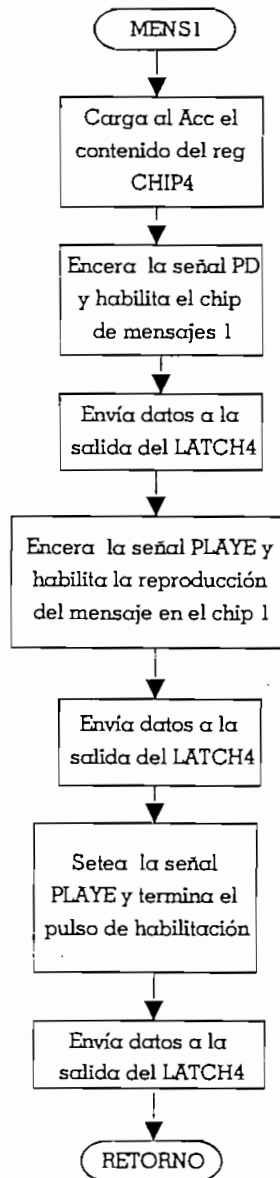 MENS1
Carga al Acc el
contenido del reg
CHIP4
Encera la señal PD
y habilita el chip
de mensajes 1
Envía datos a la
salida del LATCH4
Encera la señal PLAYE y
habilita la reproducción
del mensaje en el chip 1
Envía datos a la
salida del LATCH4
Setea la señal
PLAYE y termina el
pulso de habilitación
Envía datos a la
salida del LATCH4
RETORNO